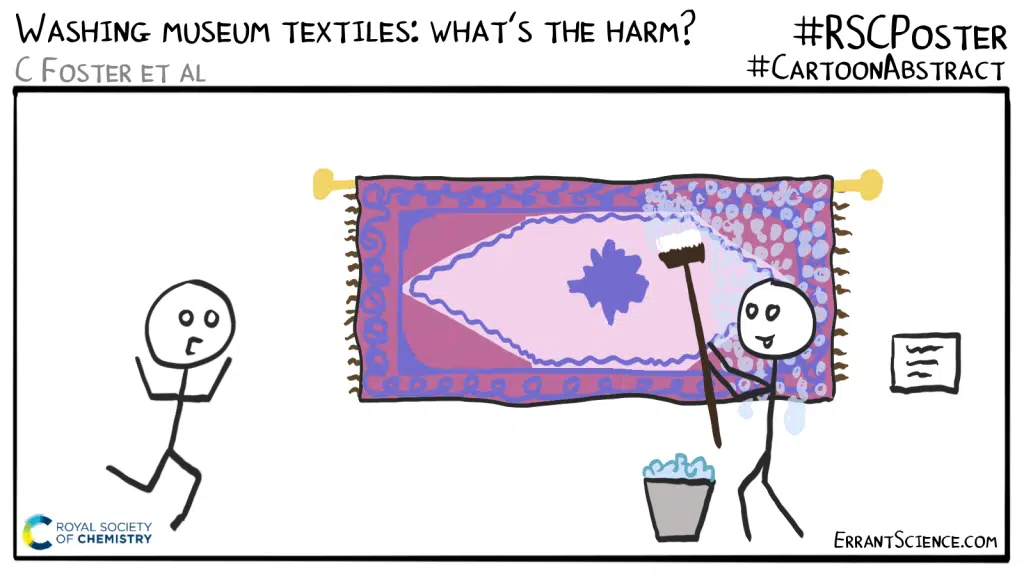 WASHING MUSEUM TEXTILES: WHAT'S THE HARM?
#RSCPOSTER
C FOSTER ET AL
#CARTOONABSTRACT
ROYAL SOCIETY
OF CHEMISTRY
ERRANTSCIENCE.COM